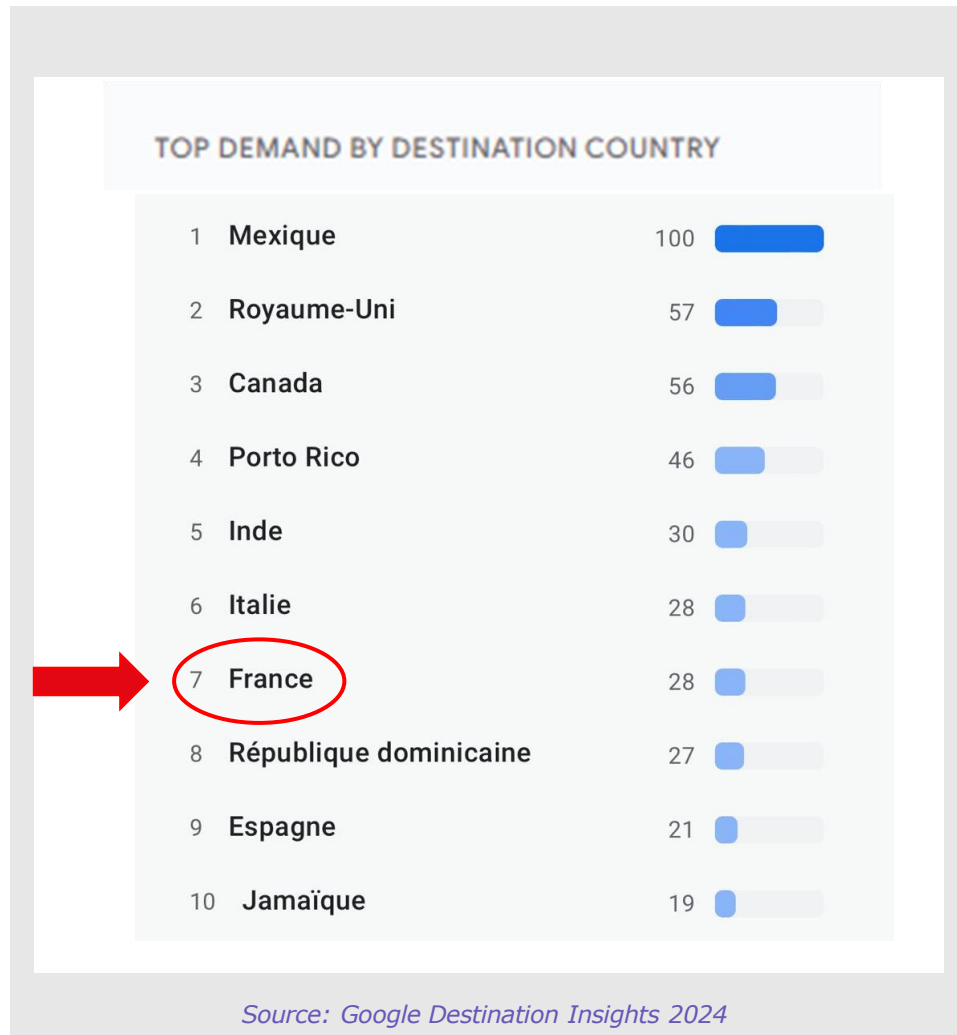 TOP DEMAND BY DESTINATION COUNTRY
1 Mexique 100
2 Royaume-Uni 57
3 Canada 56
4 Porto Rico 46
5 Inde 30
6 Italie 28
7 France 28
8 République dominicaine 27
9 Espagne 21
10 Jamaïque 19
Source: Google Destination Insights 2024